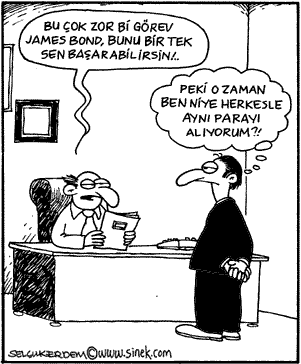 BU ÇOK ZOR Bİ GÖREV
JAMES BOND, BUNU BİR TEK
SEN BAŞARABİLİRSİN!..
PEKİ O ZAMAN
BEN NİYE HERKESLE
AYNI PARAYI
ALIYORUM?!
SELÇUK ERDEM©www.sinek.com